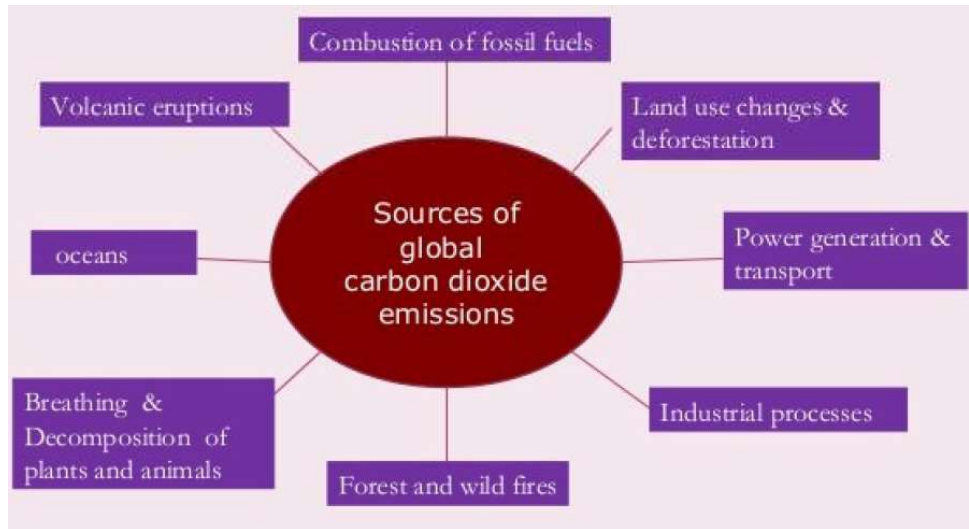 Combustion of fossil fuels
Volcanic eruptions
Land use changes &
deforestation
Sources of
global
carbon dioxide
emissions
oceans
Power generation &
transport
Breathing & 
Decomposition of
plants and animals
Industrial processes
Forest and wild fires